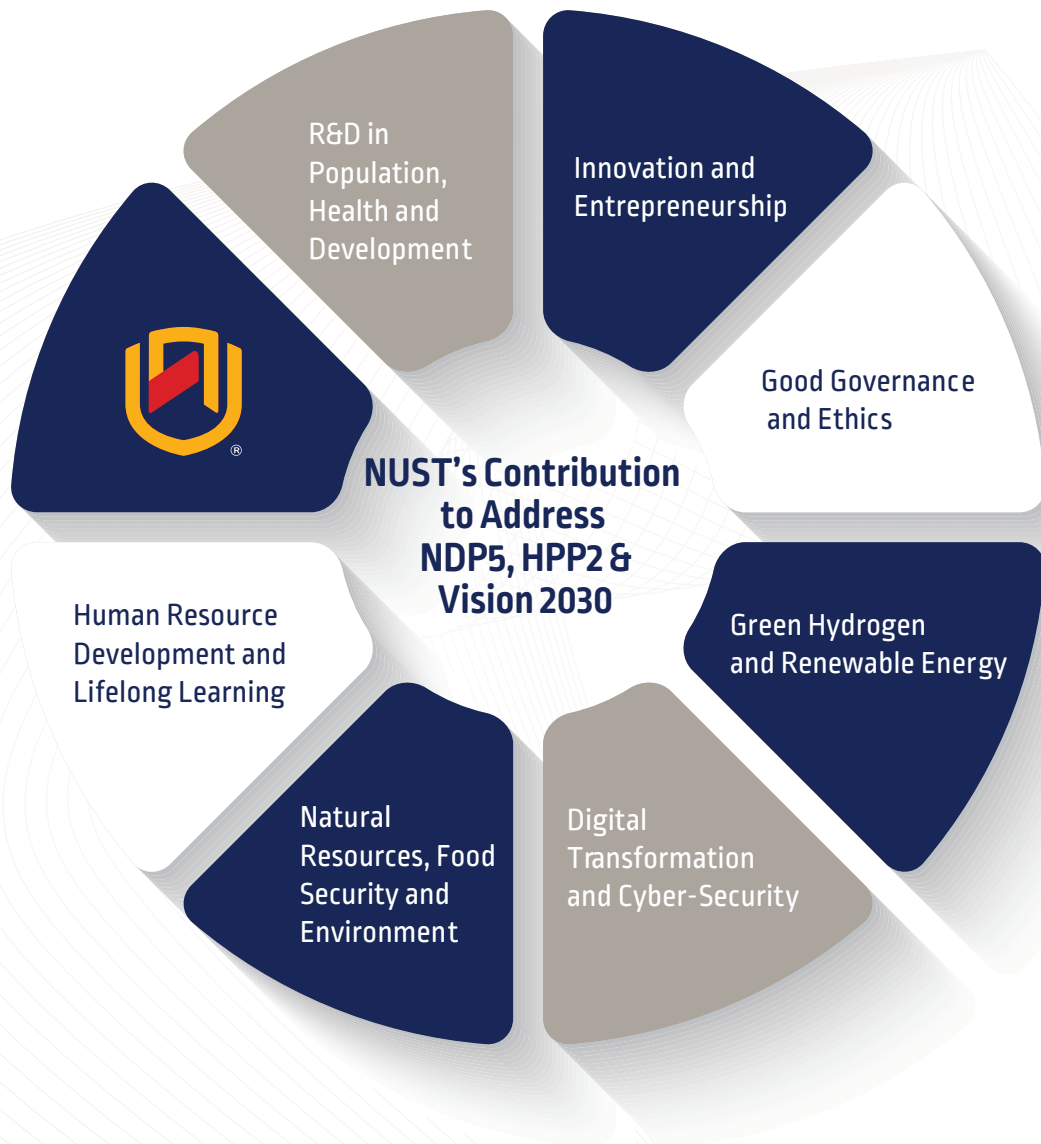 R&D in
Population,
Health and
Development
Innovation and
Entrepreneurship
Good Governance
and Ethics
®
NUST's Contribution
to Address
NDP5, HPP2 &
Vision 2030
Human Resource
Development and
Lifelong Learning
Green Hydrogen
and Renewable Energy
Natural
Resources, Food
Security and
Environment
Digital
Transformation
and Cyber-Security